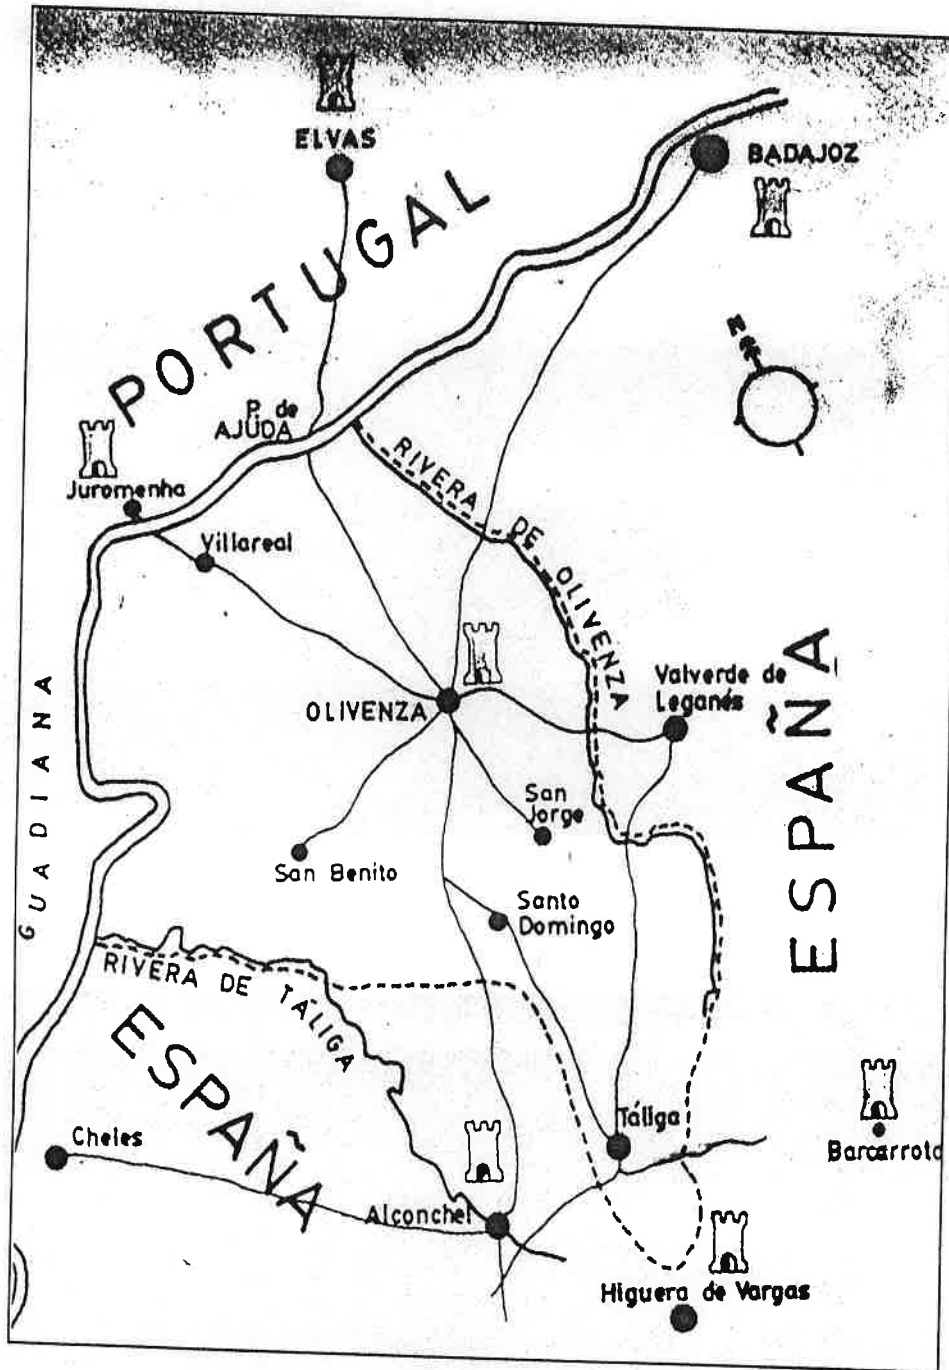 ELVAS
BADAJOZ
PORTUGAL
N
P. de
AJUDA
Juromenha
Villareal
RIVERA DE OLIVENZA
OLIVENZA
Valverde de
Leganés
ESPAÑA
GUADIANA
San
Jorge
San Benito
Santo
Domingo
RIVERA DE TÁLIGA
ESPAÑA
Cheles
Táliga
Barcarrota
Alconchel
Higuera de Vargas